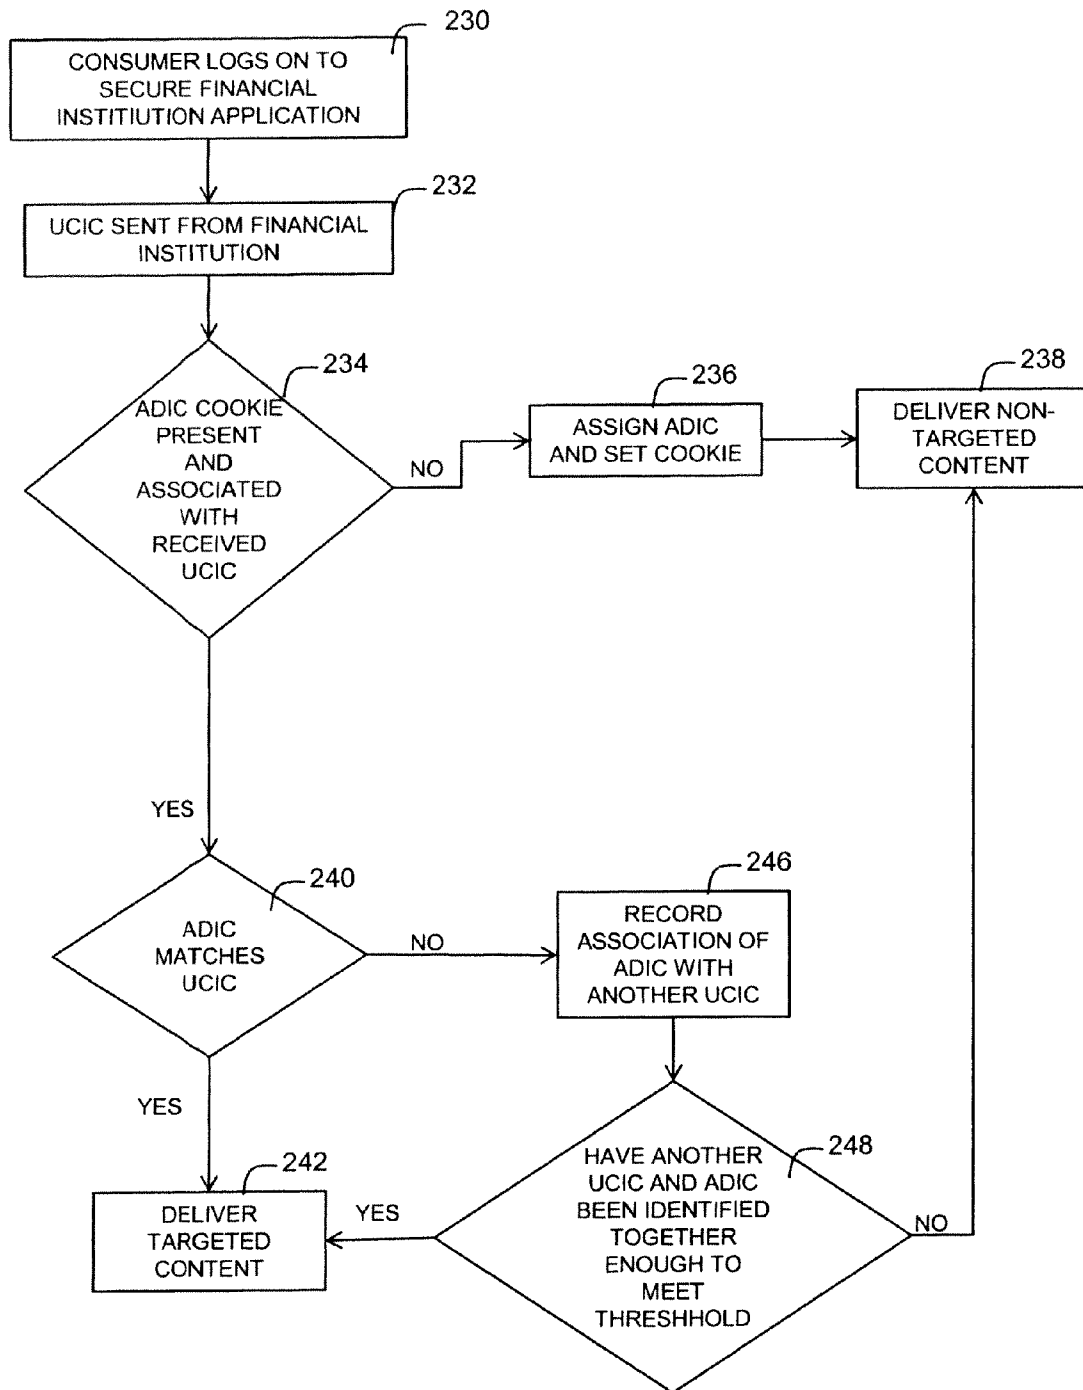 230
CONSUMER LOGS ON TO
SECURE FINANCIAL
INSTITIUTION APPLICATION
232
UCIC SENT FROM FINANCIAL
INSTITUTION
234
ADIC COOKIE
PRESENT
AND
ASSOCIATED
WITH
RECEIVED
UCIC
NO
236
ASSIGN ADIC
AND SET COOKIE
238
DELIVER NON-
TARGETED
CONTENT
YES
240
ADIC
MATCHES
UCIC
NO
246
RECORD
ASSOCIATION OF
ADIC WITH
ANOTHER UCIC
YES
242
DELIVER
TARGETED
CONTENT
YES
248
HAVE ANOTHER
UCIC AND ADIC
BEEN IDENTIFIED
TOGETHER
ENOUGH TO
MEET
THRESHHOLD
NO